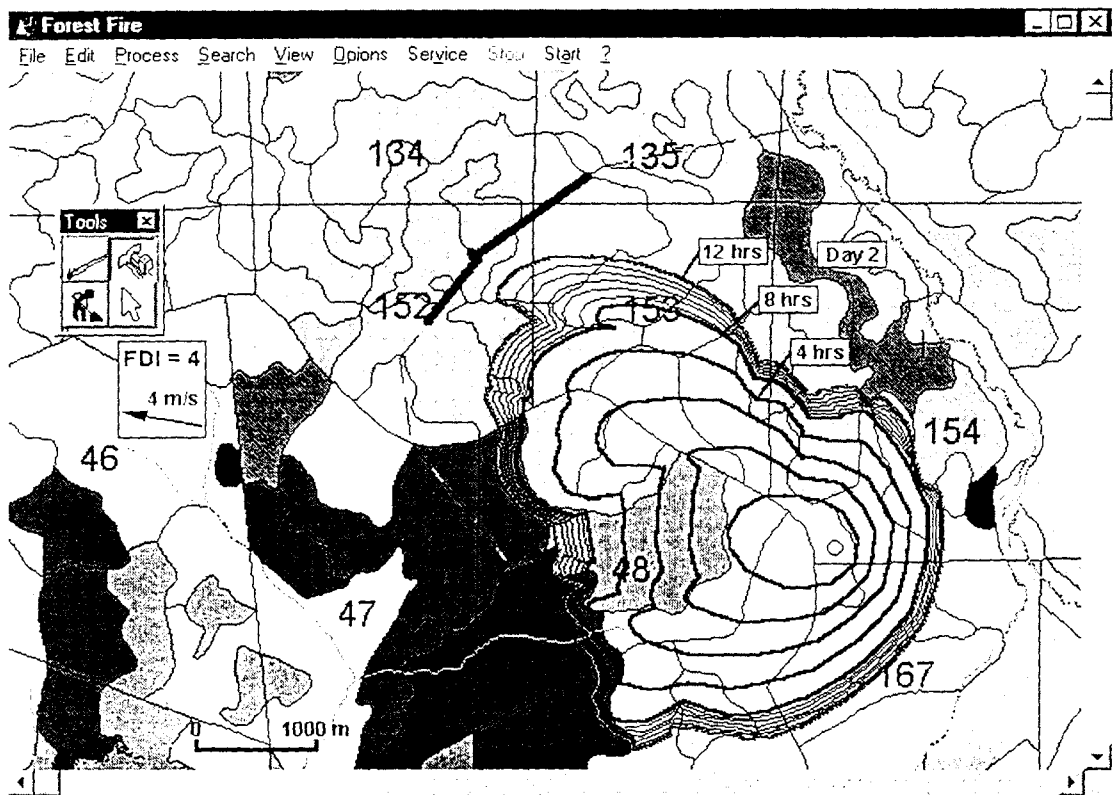 Forest Fire
File Edit Process Search View Opions Service Stop Start ?
134
135
Tools
12 hrs
Day 2
152
153
8 hrs
FDI = 4
4 m/s
4 hrs
46
154
48
47
167
0 1000 m